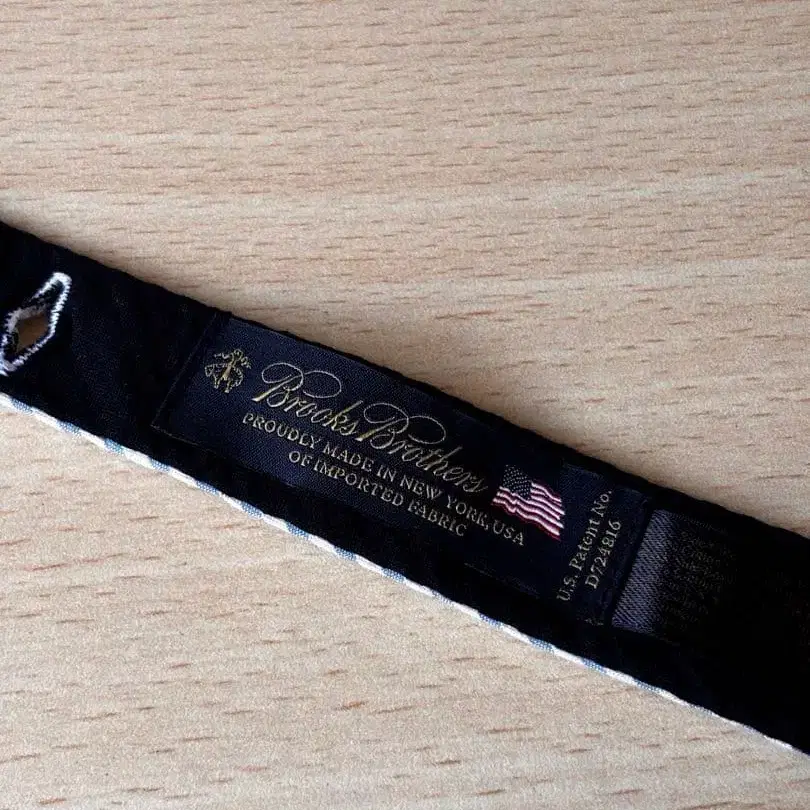 Brooks Brothers
PROUDLY MADE IN NEW YORK, USA
OF IMPORTED FABRIC
U.S. Patent No.
D724816